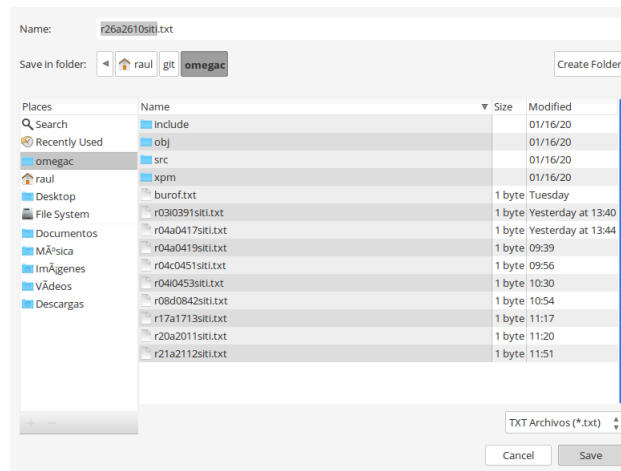 Name: r26a2610siti.txt
Save in folder: raul git omegac Create Folder
Places Name Size Modified
Search include 01/16/20
Recently Used obj 01/16/20
omegac src 01/16/20
raul xpm 01/16/20
Desktop burof.txt 1 byte Tuesday
File System r03i0391siti.txt 1 byte Yesterday at 13:40
Documentos r04a0417siti.txt 1 byte Yesterday at 13:44
MÃºsica r04a0419siti.txt 1 byte 09:39
ImÃ¡genes r04c0451siti.txt 1 byte 09:56
VÃ­deos r04i0453siti.txt 1 byte 10:30
Descargas r08d0842siti.txt 1 byte 10:54
r17a1713siti.txt 1 byte 11:17
r20a2011siti.txt 1 byte 11:20
r21a2112siti.txt 1 byte 11:51
TXT Archivos (*.txt)
Cancel Save